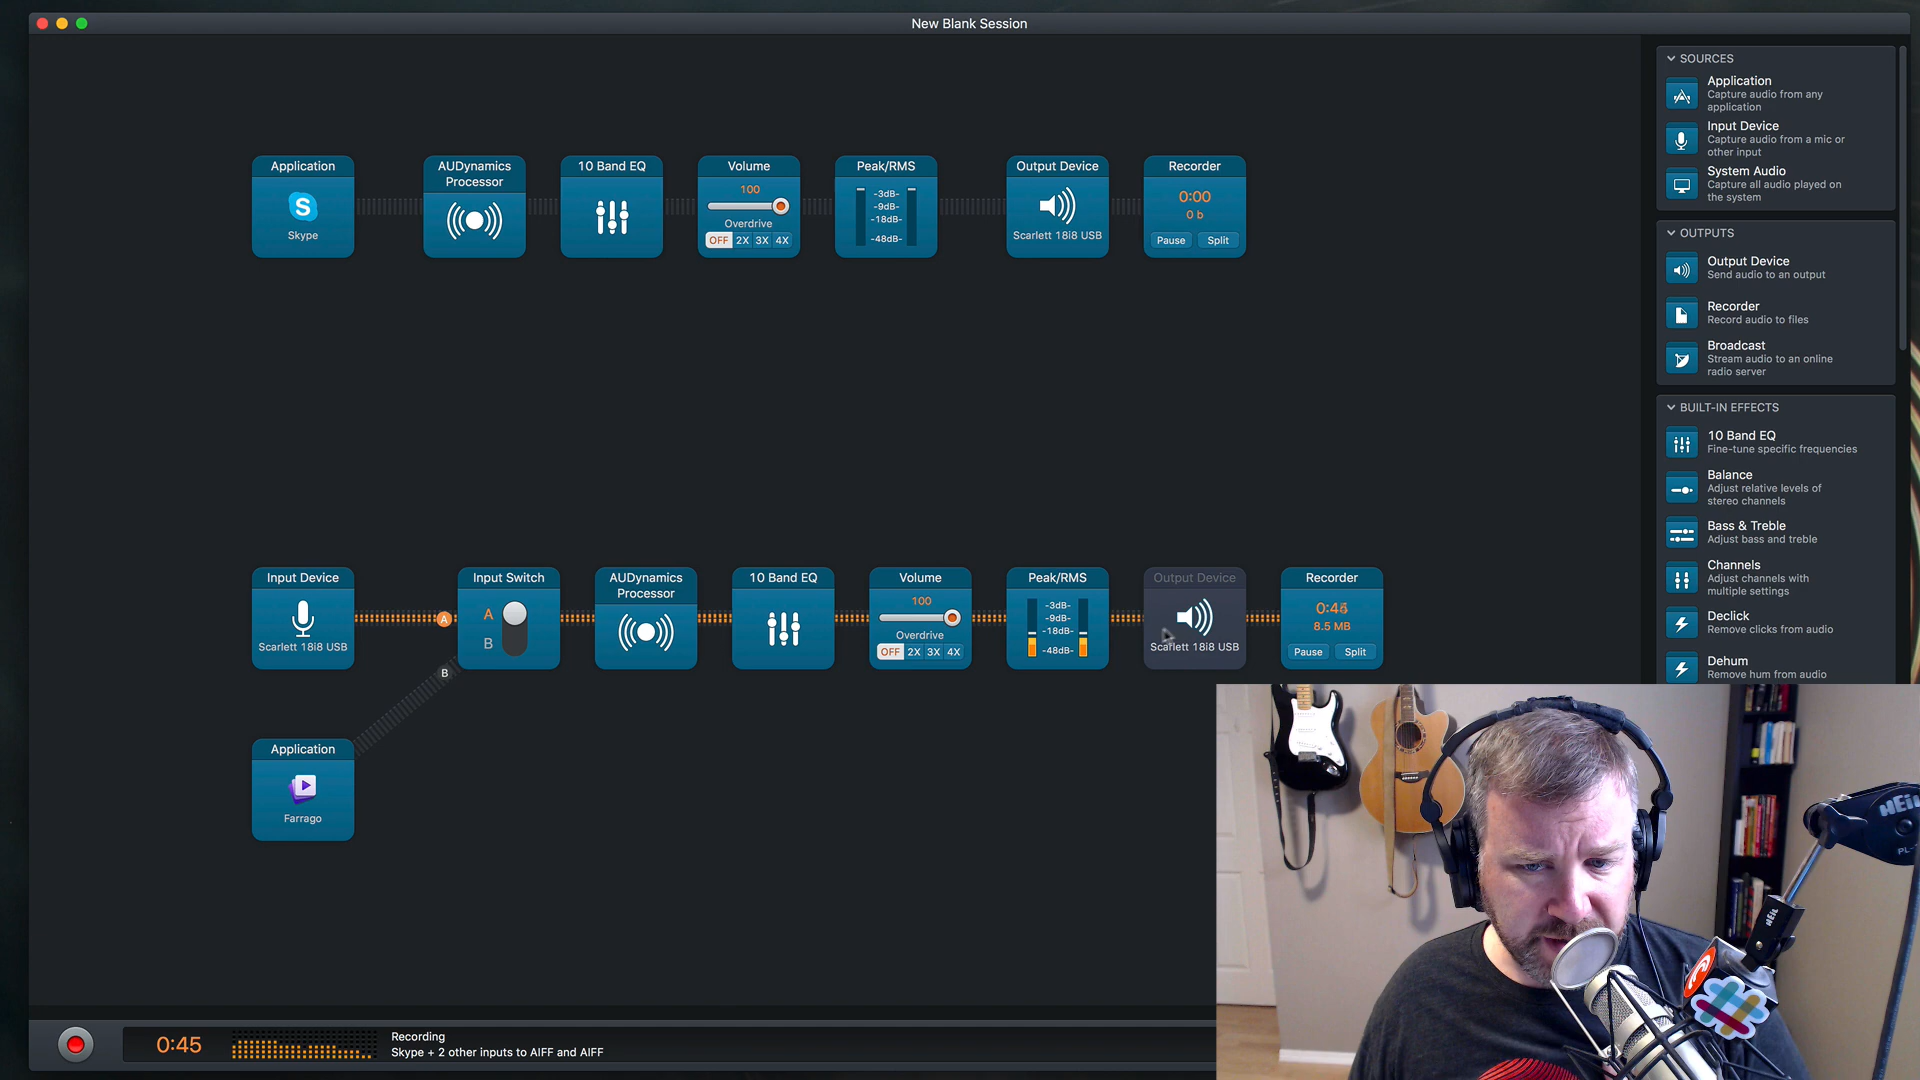 New Blank Session
Application
Skype
AUDynamics
Processor
10 Band EQ
Volume
100
Overdrive
OFF 2X 3X 4X
Peak/RMS
-3dB-
-9dB-
-18dB-
-48dB-
Output Device
Scarlett 18i8 USB
Recorder
0:00
0 b
Pause Split
Input Device
Scarlett 18i8 USB
A
Input Switch
A
B
AUDynamics
Processor
10 Band EQ
Volume
100
Overdrive
OFF 2X 3X 4X
Peak/RMS
-3dB-
-9dB-
-18dB-
-48dB-
Output Device
Scarlett 18i8 USB
Recorder
8.5 MB
Pause Split
B
Application
Farrago
SOURCES
Application
Capture audio from any
application
Input Device
Capture audio from a mic or
other input
System Audio
Capture all audio played on
the system
OUTPUTS
Output Device
Send audio to an output
Recorder
Record audio to files
Broadcast
Stream audio to an online
radio server
BUILT-IN EFFECTS
10 Band EQ
Fine-tune specific frequencies
Balance
Adjust relative levels of
stereo channels
Bass & Treble
Adjust bass and treble
Channels
Adjust channels with
multiple settings
Declick
Remove clicks from audio
Dehum
Remove hum from audio
HEiL
PL-
HEiL
0:45
Recording
Skype + 2 other inputs to AIFF and AIFF